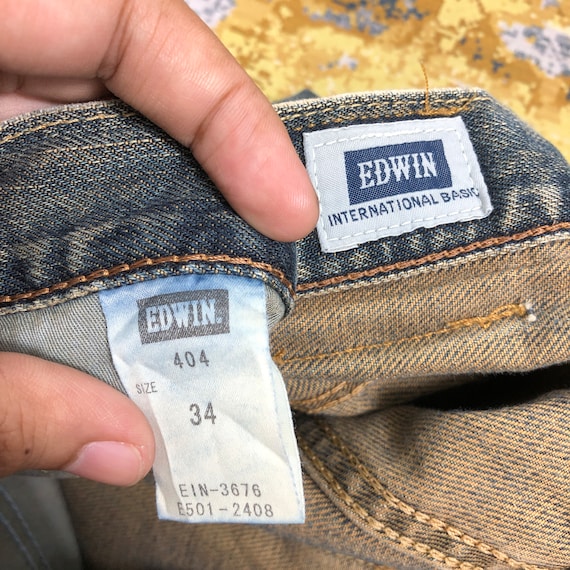 EDWIN
INTERNATIONAL BASIC
EDWIN.
404
SIZE
34
EIN-3676
E501-2408